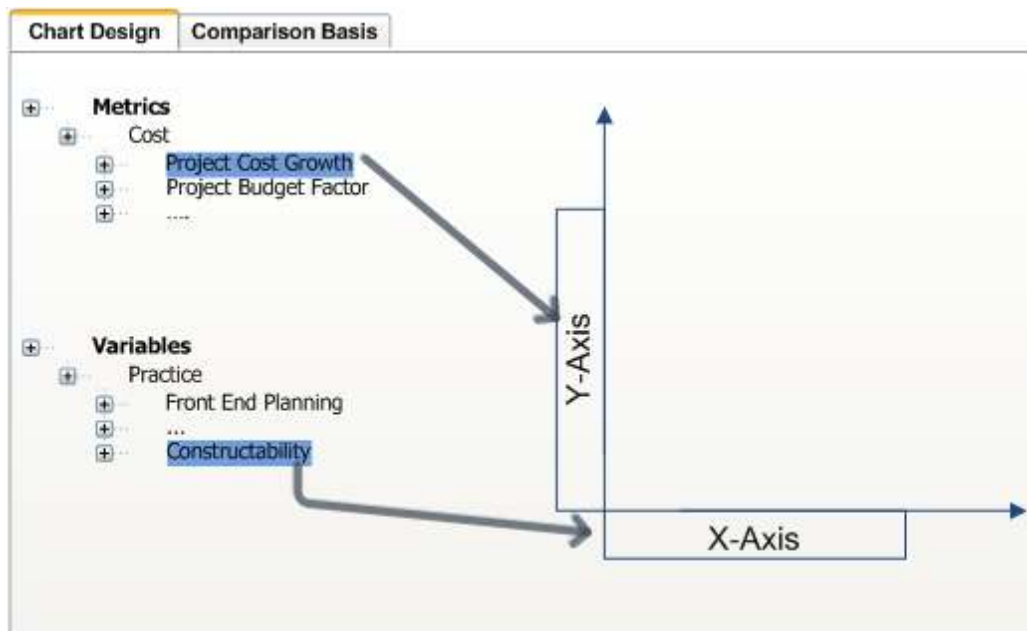 Chart Design
Comparison Basis
Metrics
Cost
Project Cost Growth
Project Budget Factor
....
Variables
Practice
Front End Planning
...
Constructability
Y-Axis
X-Axis